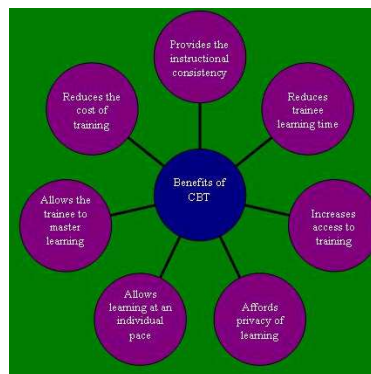 Provides the
instructional
consistency
Reduces
trainee
learning time
Increases
access to
training
Affords
privacy of
learning
Allows
learning at an
individual
pace
Allows the
trainee to
master
learning
Reduces the
cost of
training
Benefits of
CBT